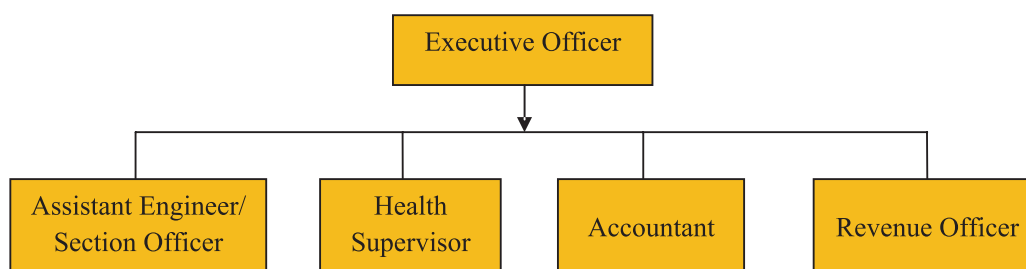 Executive Officer
Assistant Engineer/
Section Officer
Health
Supervisor
Accountant
Revenue Officer